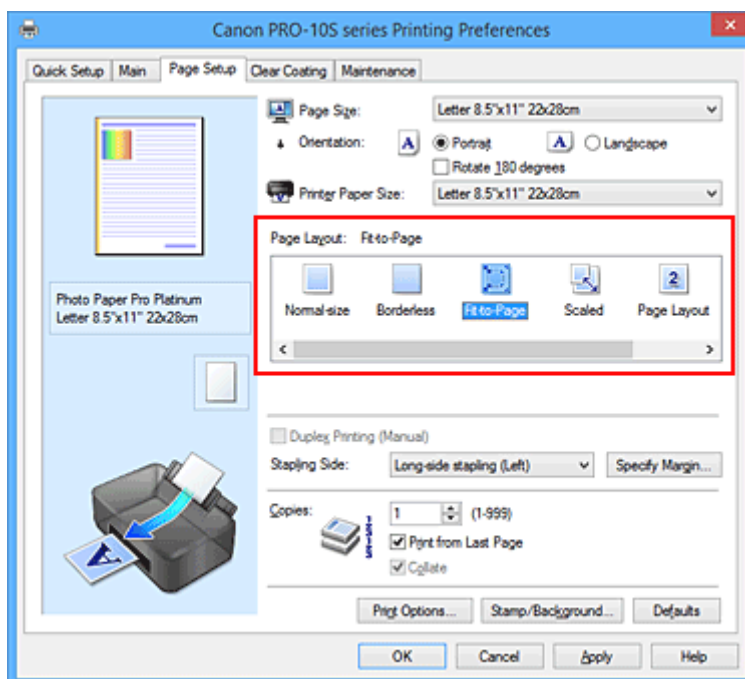 Canon PRO-10S series Printing Preferences
Quick Setup Main Page Setup Clear Coating Maintenance
Page Size: Letter 8.5"x11" 22x28cm
Orientation: A Portrait A Landscape
Rotate 180 degrees
Printer Paper Size: Letter 8.5"x11" 22x28cm
Page Layout: Fit-to-Page
Normal-size Borderless Fit-to-Page Scaled Page Layout
2
Photo Paper Pro Platinum
Letter 8.5"x11" 22x28cm
Duplex Printing (Manual)
Stapling Side: Long-side stapling (Left) Specify Margin...
Copies: 1 (1-999)
Print from Last Page
Collate
A
Print Options... Stamp/Background... Defaults
OK Cancel Apply Help